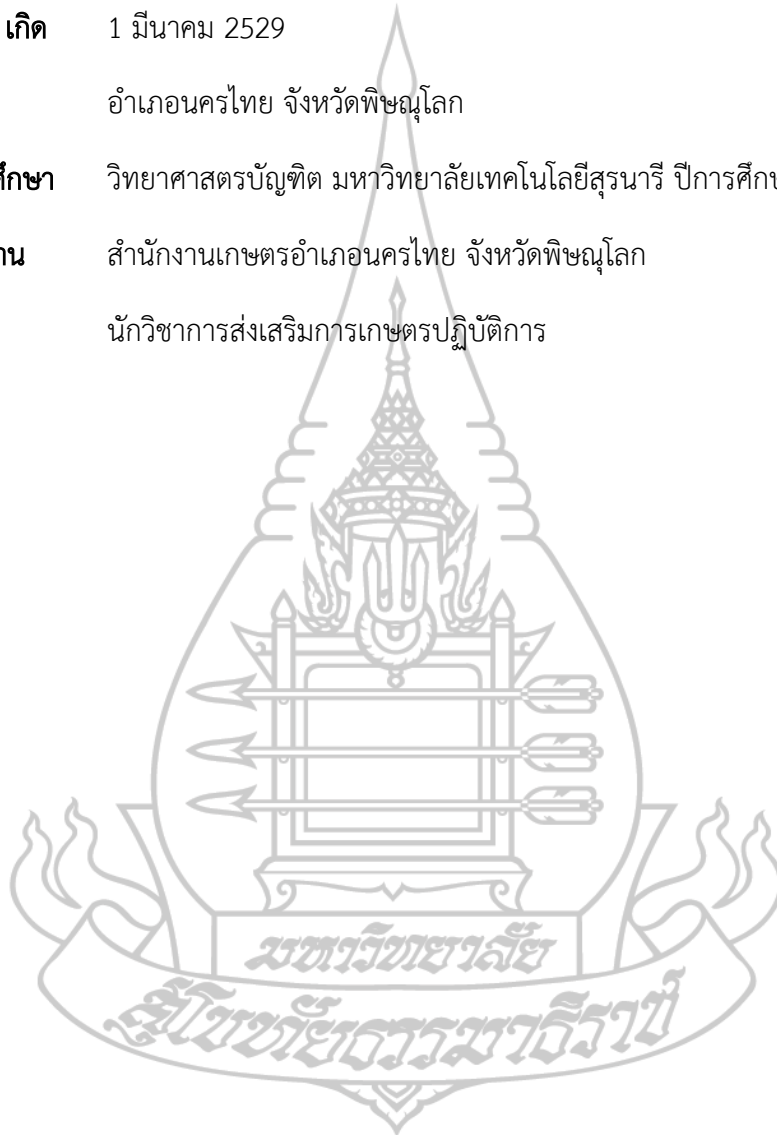 เกิด 1 มีนาคม 2529
อำเภอนครไทย จังหวัดพิษณุโลก
วิทยาศาสตรบัญฑิต มหาวิทยาลัยเทคโนโลยีสุรนารี
สำนักงานเกษตรอำเภอนครไทย จังหวัดพิษณุโลก
นักวิชาการส่งเสริมการเกษตรปฏิบัติการ
มหาวิทยาลัย
สุโขทัยธรรมาธิราช